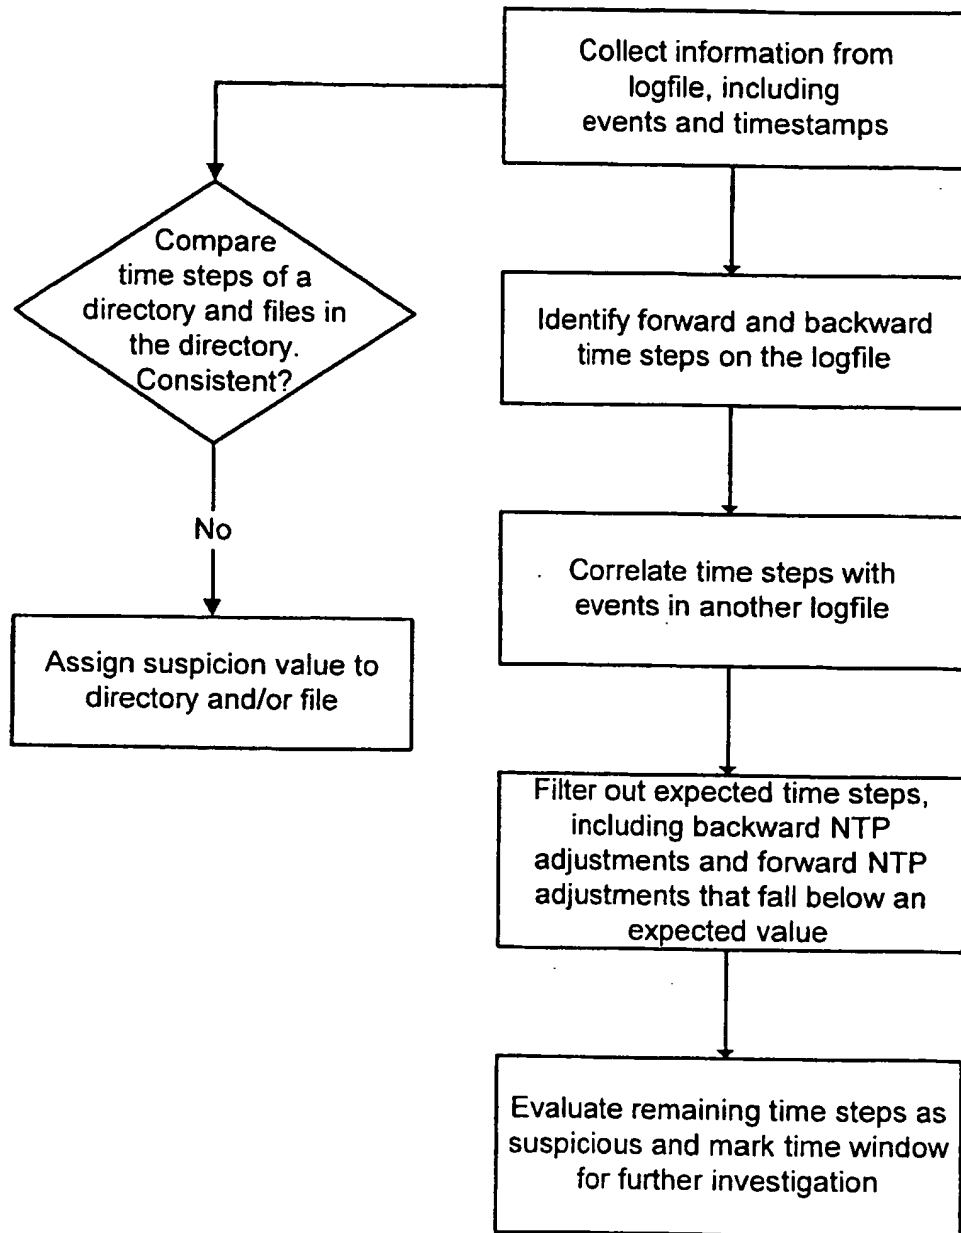 Collect information from
logfile, including
events and timestamps
Compare
time steps of a
directory and files in
the directory.
Consistent?
No
Assign suspicion value to
directory and/or file
Identify forward and backward
time steps on the logfile
Correlate time steps with
events in another logfile
Filter out expected time steps,
including backward NTP
adjustments and forward NTP
adjustments that fall below an
expected value
Evaluate remaining time steps as
suspicious and mark time window
for further investigation